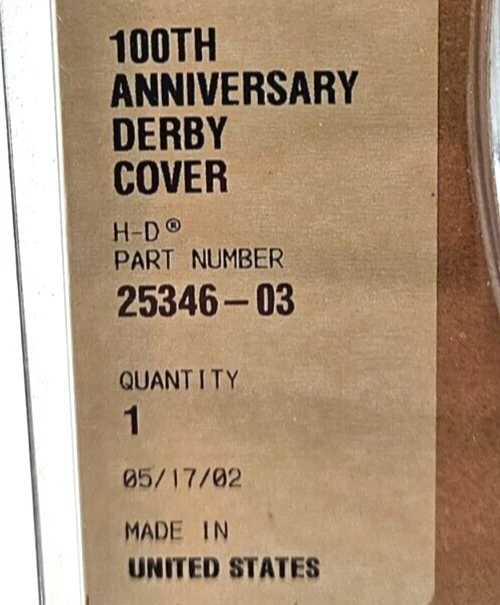 100TH
ANNIVERSARY
DERBY
COVER
H-D®
PART NUMBER
25346-03
QUANTITY
1
05/17/02
MADE IN
UNITED STATES